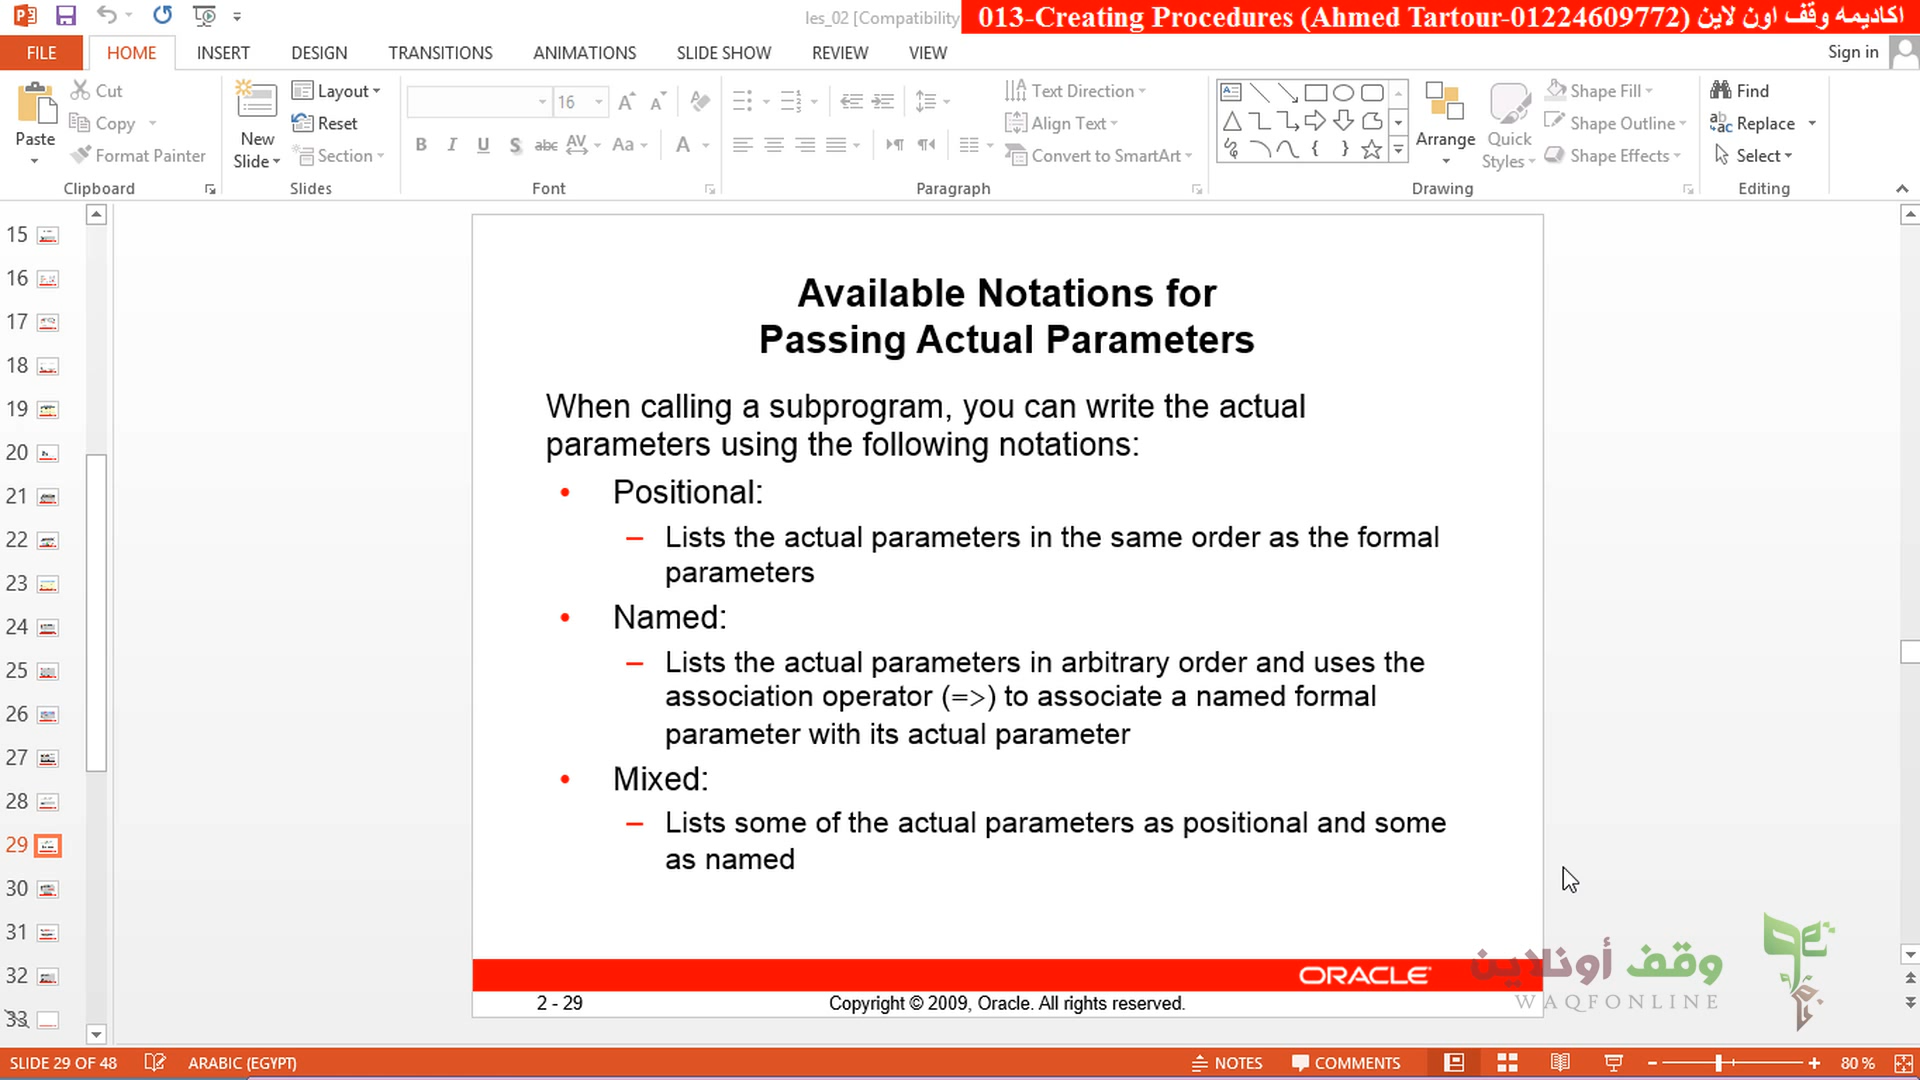 les_02 [Compatibility
013-Creating Procedures (Ahmed Tartour-01224609772) اكاديمه وقف اون لاين
FILE HOME INSERT DESIGN TRANSITIONS ANIMATIONS SLIDE SHOW REVIEW VIEW Sign in
Paste Cut Copy Format Painter
New Slide Layout Reset Section
16
Text Direction Align Text Convert to SmartArt
Arrange Quick Styles Shape Fill Shape Outline Shape Effects
Find Replace Select
Clipboard Slides Font Paragraph Drawing Editing
15
16
17
18
19
20
21
22
23
24
25
26
27
28
29
30
31
32
33
Available Notations for
Passing Actual Parameters
When calling a subprogram, you can write the actual
parameters using the following notations:
• Positional:
– Lists the actual parameters in the same order as the formal
parameters
• Named:
– Lists the actual parameters in arbitrary order and uses the
association operator (=>) to associate a named formal
parameter with its actual parameter
• Mixed:
– Lists some of the actual parameters as positional and some
as named
ORACLE
2 - 29 Copyright © 2009, Oracle. All rights reserved.
وقف أونلاين
WAQFONLINE
SLIDE 29 OF 48 ARABIC (EGYPT) NOTES COMMENTS 80 %